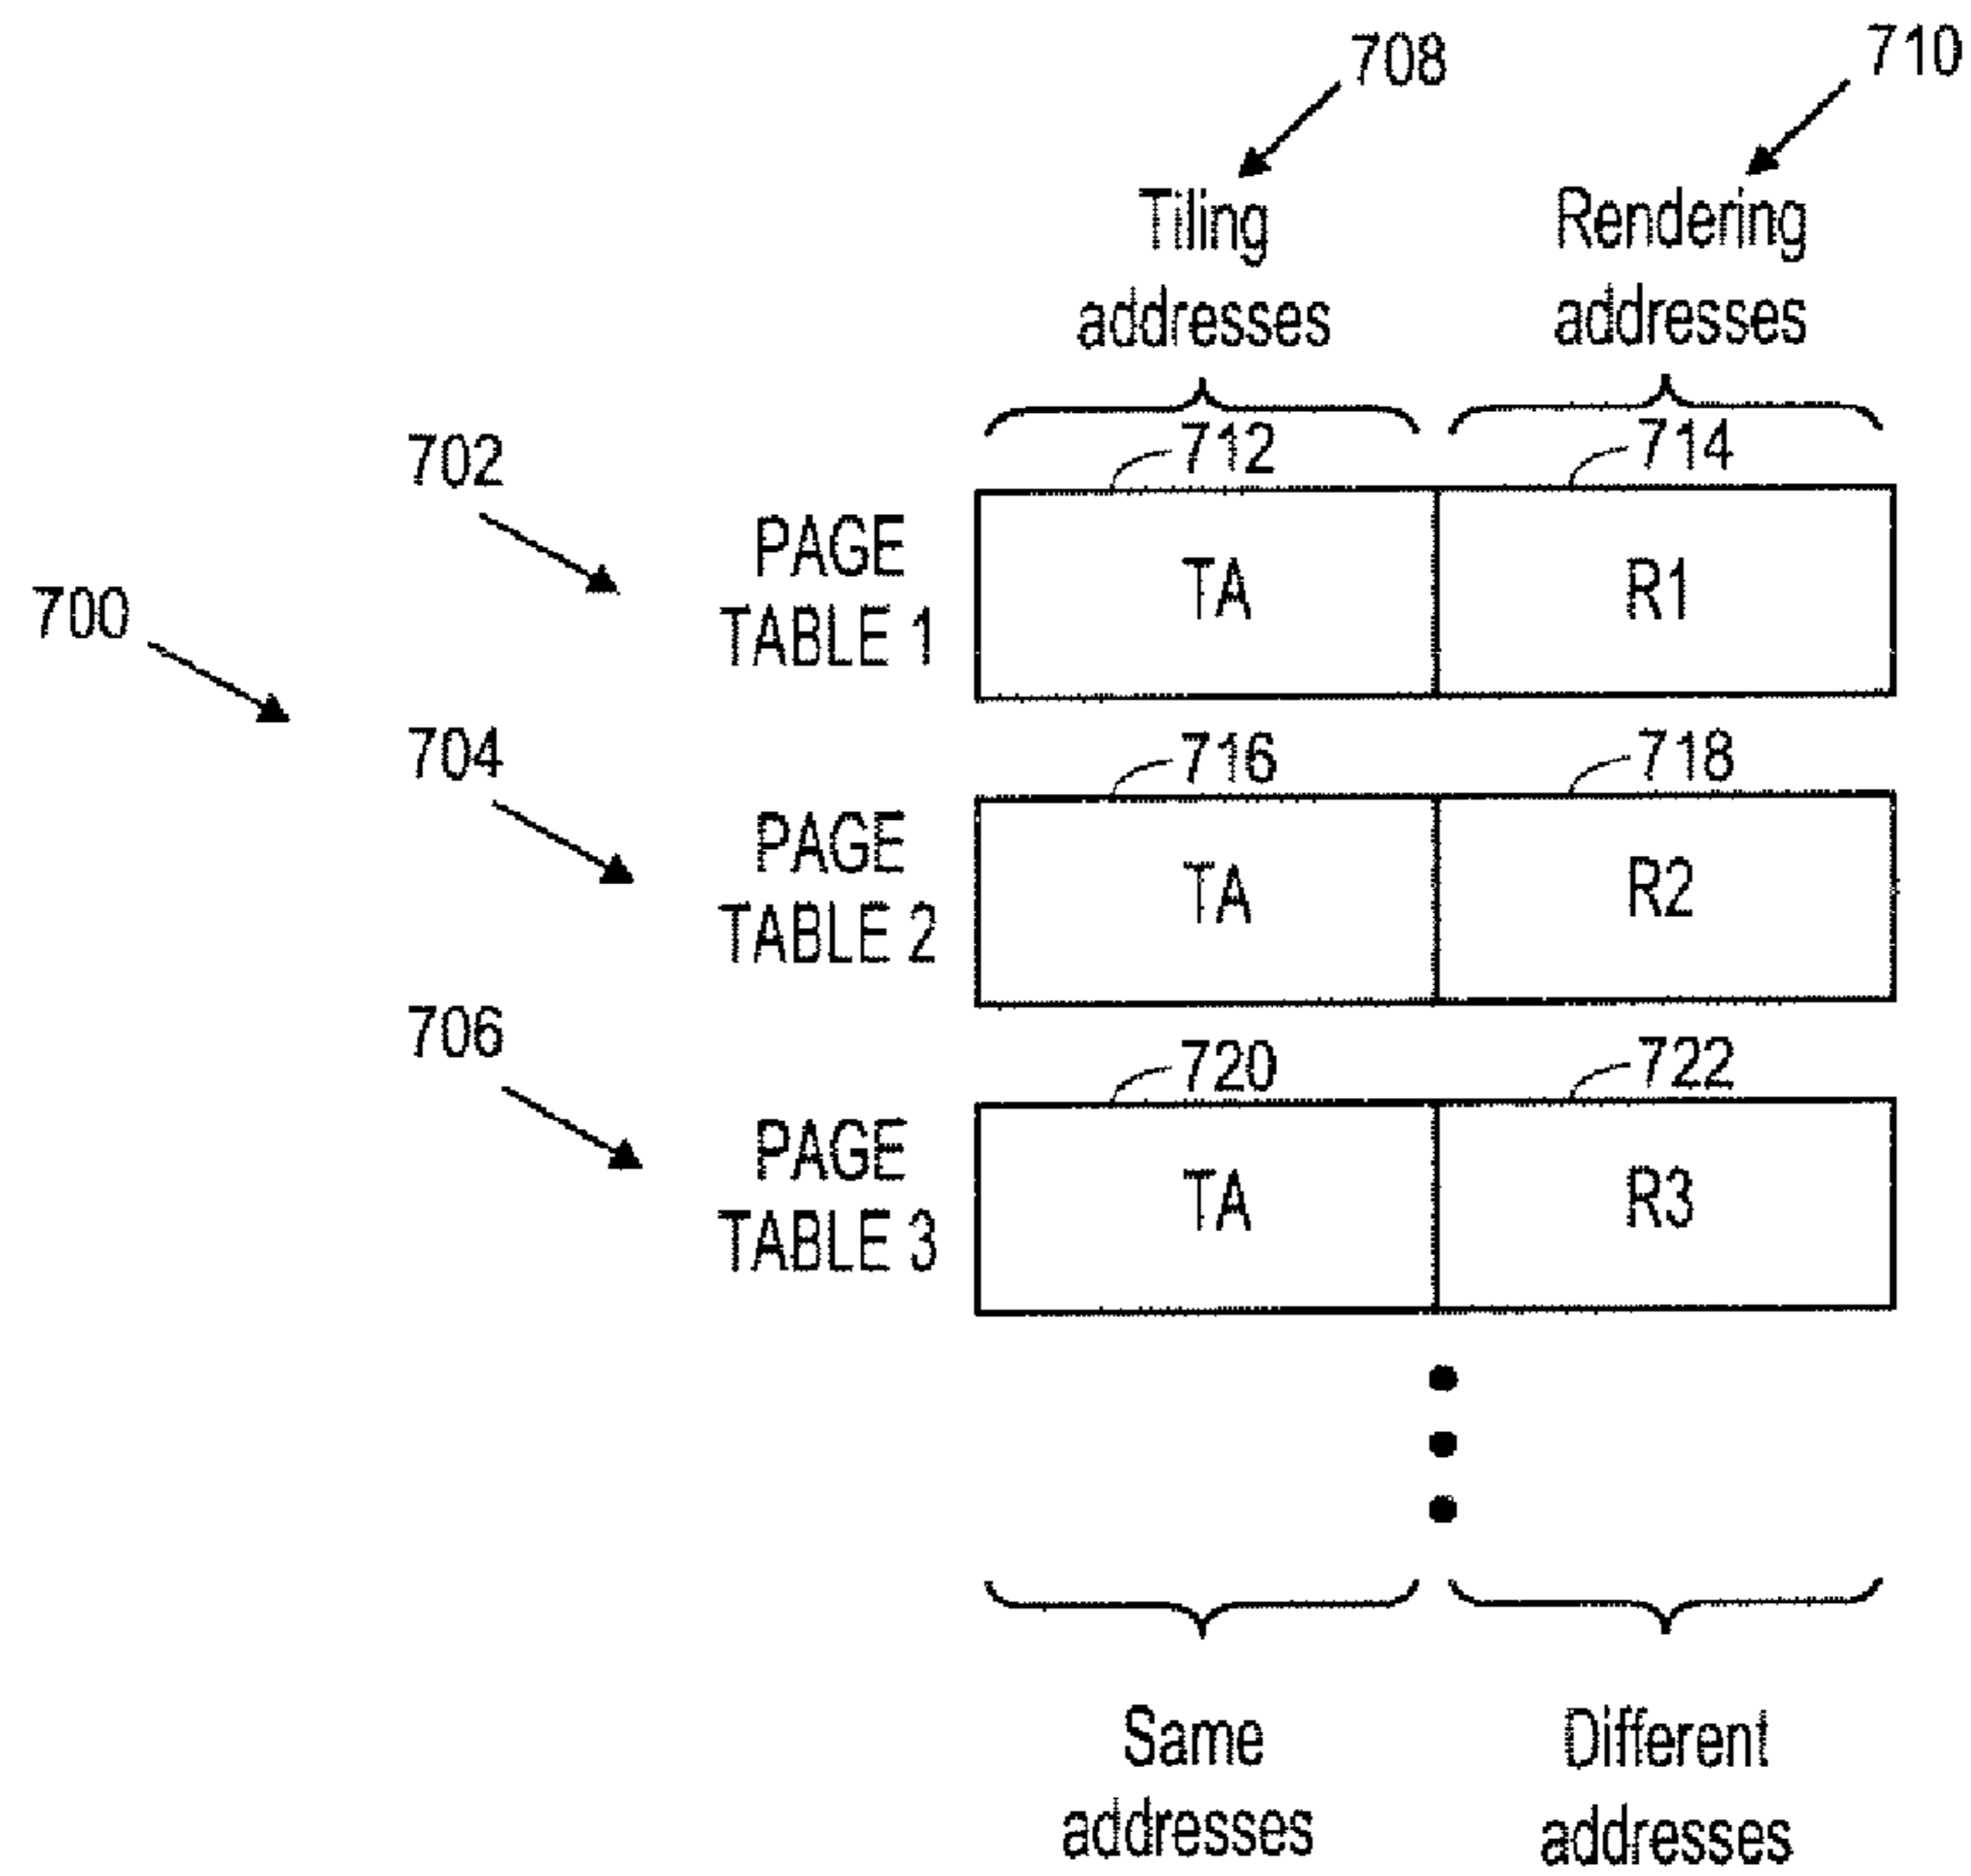 708
710
Tiling
addresses
Rendering
addresses
702
712
714
PAGE
TABLE 1
TA
R1
700
704
716
718
PAGE
TABLE 2
TA
R2
706
720
722
PAGE
TABLE 3
TA
R3
Same
addresses
Different
addresses